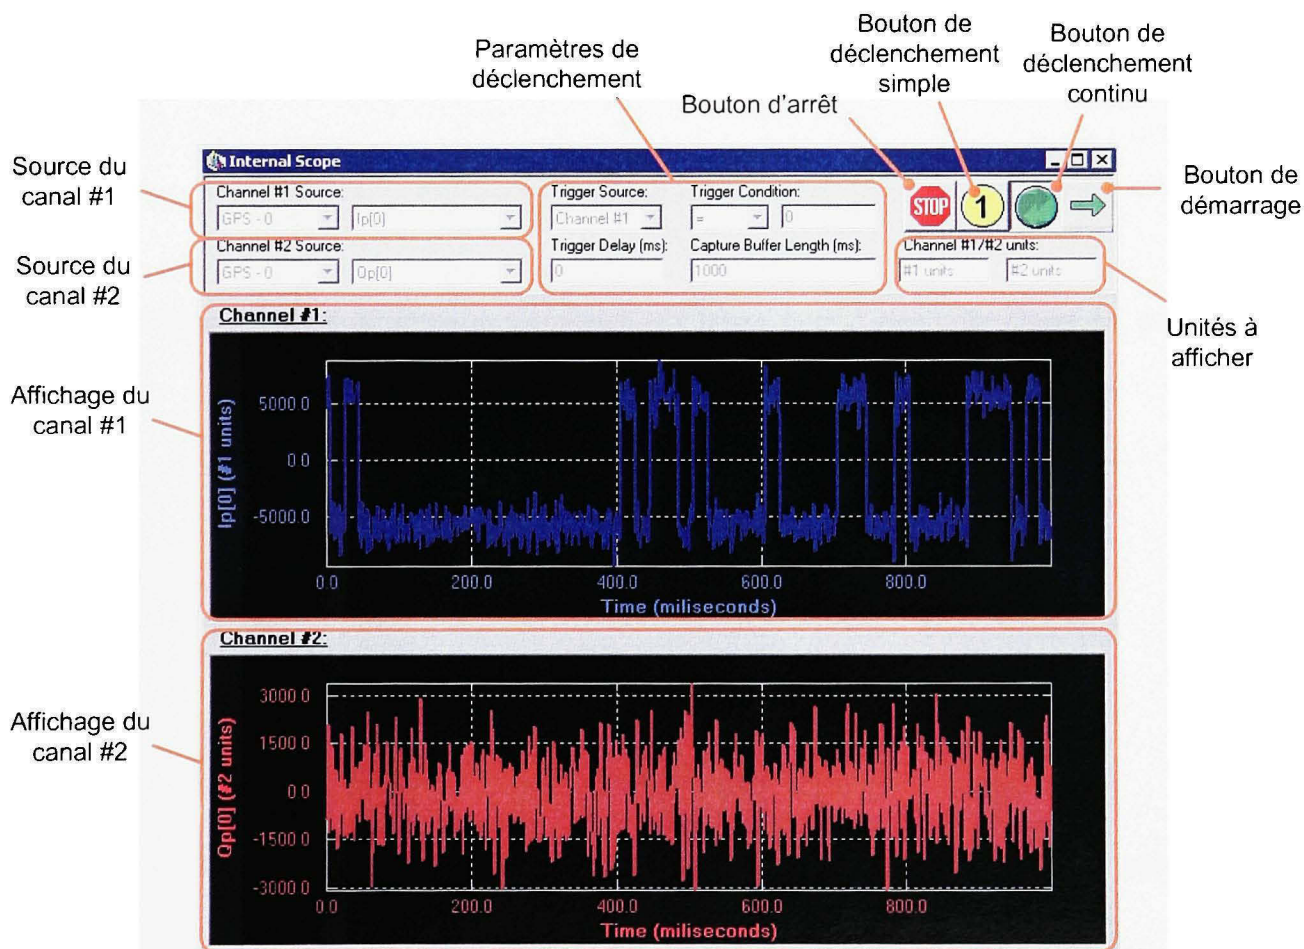 Paramètres de
déclenchement
Bouton d'arrêt
Bouton de
déclenchement
simple
Bouton de
déclenchement
continu
Source du
canal #1
Source du
canal #2
Bouton de
démarrage
Unités à
afficher
Affichage du
canal #1
Affichage du
canal #2
Internal Scope
Channel #1 Source:
GPS - 0
Ip[0]
Channel #2 Source:
GPS - 0
Qp[0]
Trigger Source:
Channel #1
Trigger Condition:
=
0
Trigger Delay (ms):
0
Capture Buffer Length (ms):
1000
STOP
1
Channel #1/#2 units:
#1 units
#2 units
Channel #1:
Ip[0] (#1 units)
5000.0
0.0
-5000.0
0.0
200.0
400.0
600.0
800.0
Time (miliseconds)
Channel #2:
Qp[0] (#2 units)
3000.0
1500.0
0.0
-1500.0
-3000.0
0.0
200.0
400.0
600.0
800.0
Time (miliseconds)